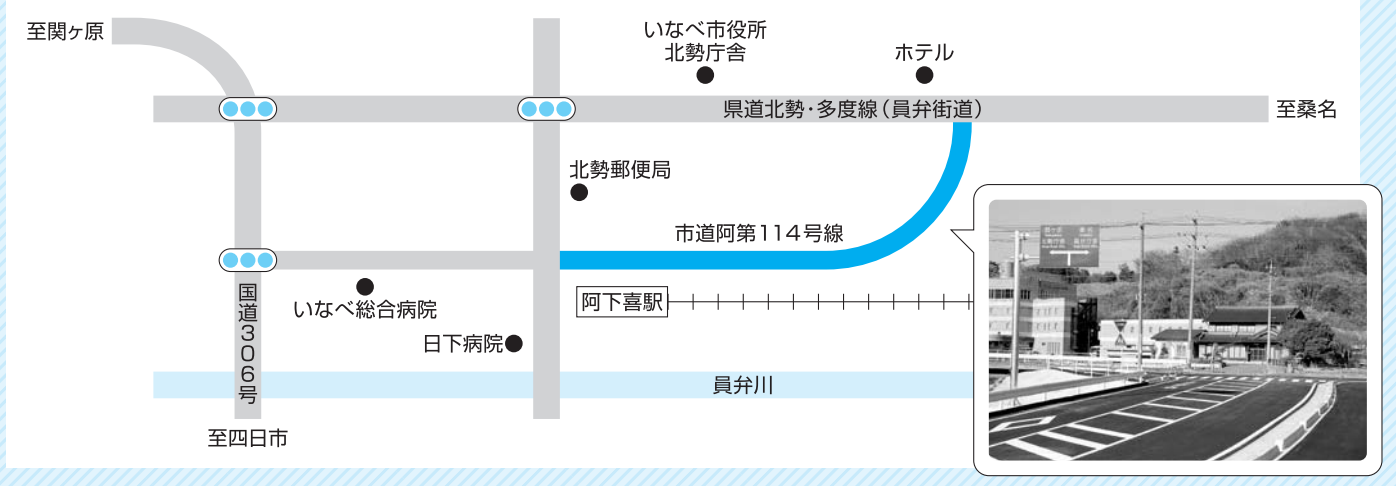 至関ヶ原
いなべ市役所
北勢庁舎
ホテル
県道北勢・多度線(員弁街道)
至桑名
北勢郵便局
市道阿第114号線
国道306号
いなべ総合病院
阿下喜駅
日下病院
員弁川
至四日市